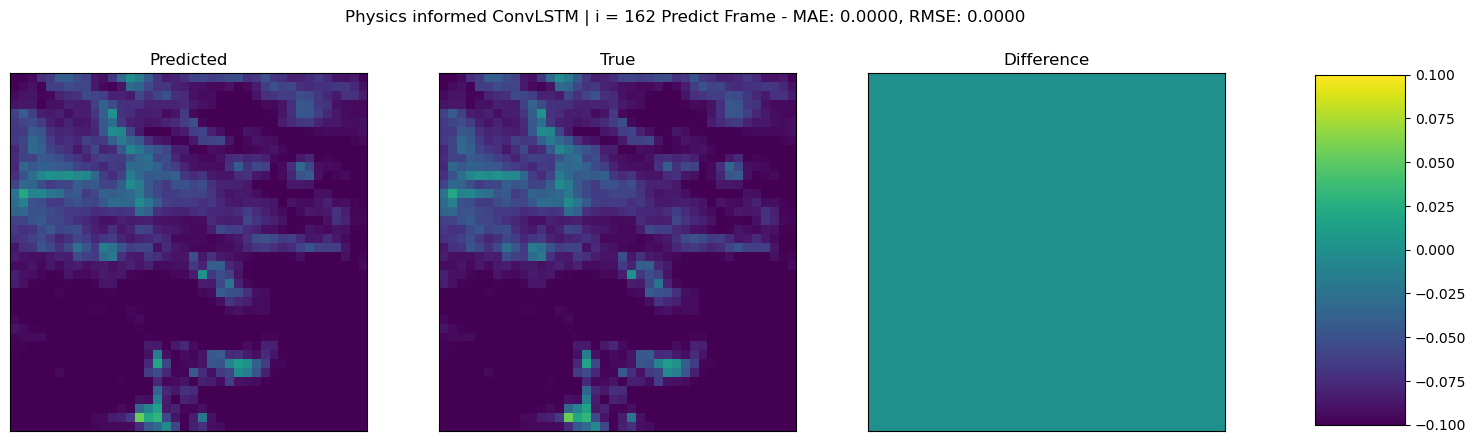 Physics informed ConvLSTM | i = 162 Predict Frame - MAE: 0.0000, RMSE: 0.0000
Predicted
True
Difference
0.100
0.075
0.050
0.025
0.000
−0.025
−0.050
−0.075
−0.100